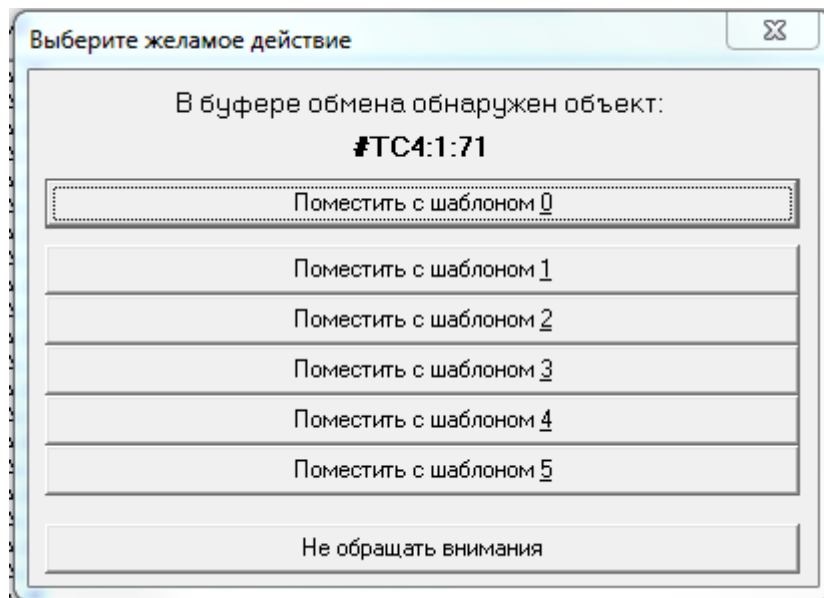 Выберите желамое действие
В буфере обмена обнаружен объект:
#TC4:1:71
Поместить с шаблоном 0
Поместить с шаблоном 1
Поместить с шаблоном 2
Поместить с шаблоном 3
Поместить с шаблоном 4
Поместить с шаблоном 5
Не обращать внимания